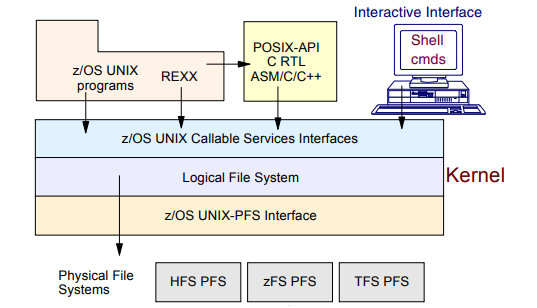 Interactive Interface
z/OS UNIX
programs
REXX
POSIX-API
C RTL
ASM/C/C++
Shell
cmds
z/OS UNIX Callable Services Interfaces
Logical File System
Kernel
z/OS UNIX-PFS Interface
Physical File
Systems
HFS PFS
zFS PFS
TFS PFS